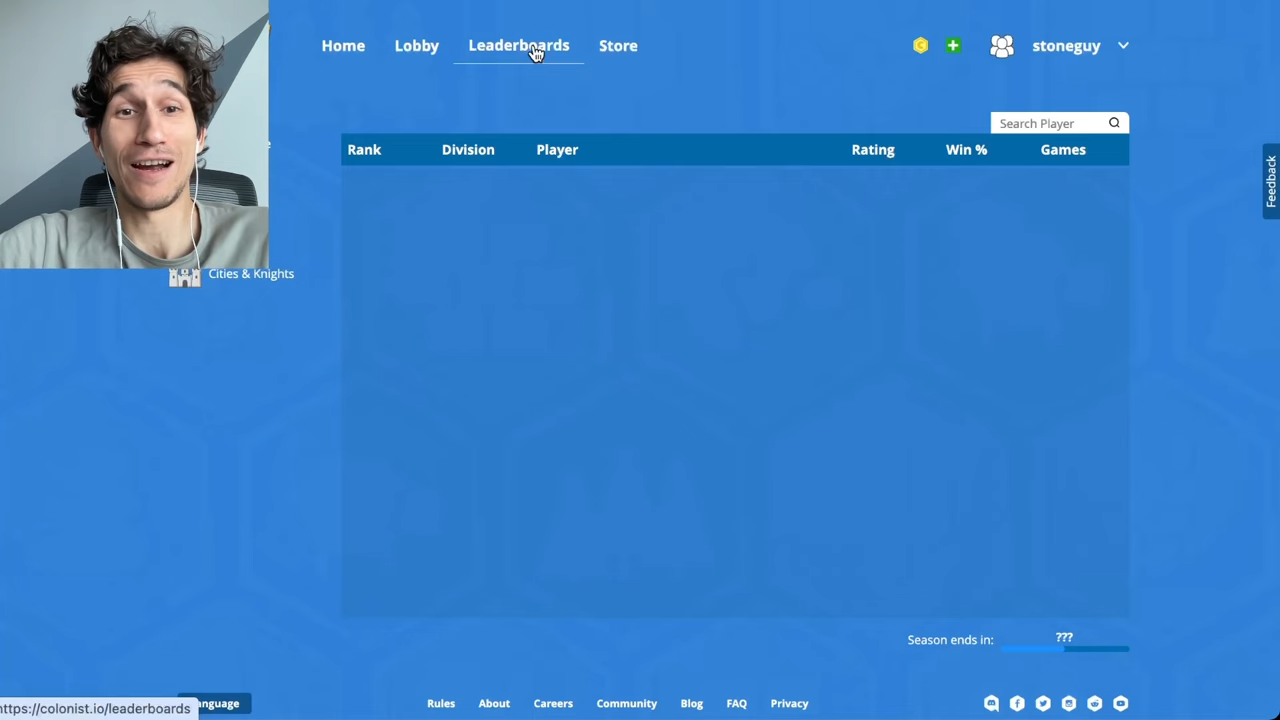 Home Lobby Leaderboards Store stoneguy
Search Player
Rank Division Player Rating Win % Games
Feedback
Cities & Knights
Season ends in: ???
Rules About Careers Community Blog FAQ Privacy
https://colonist.io/leaderboards